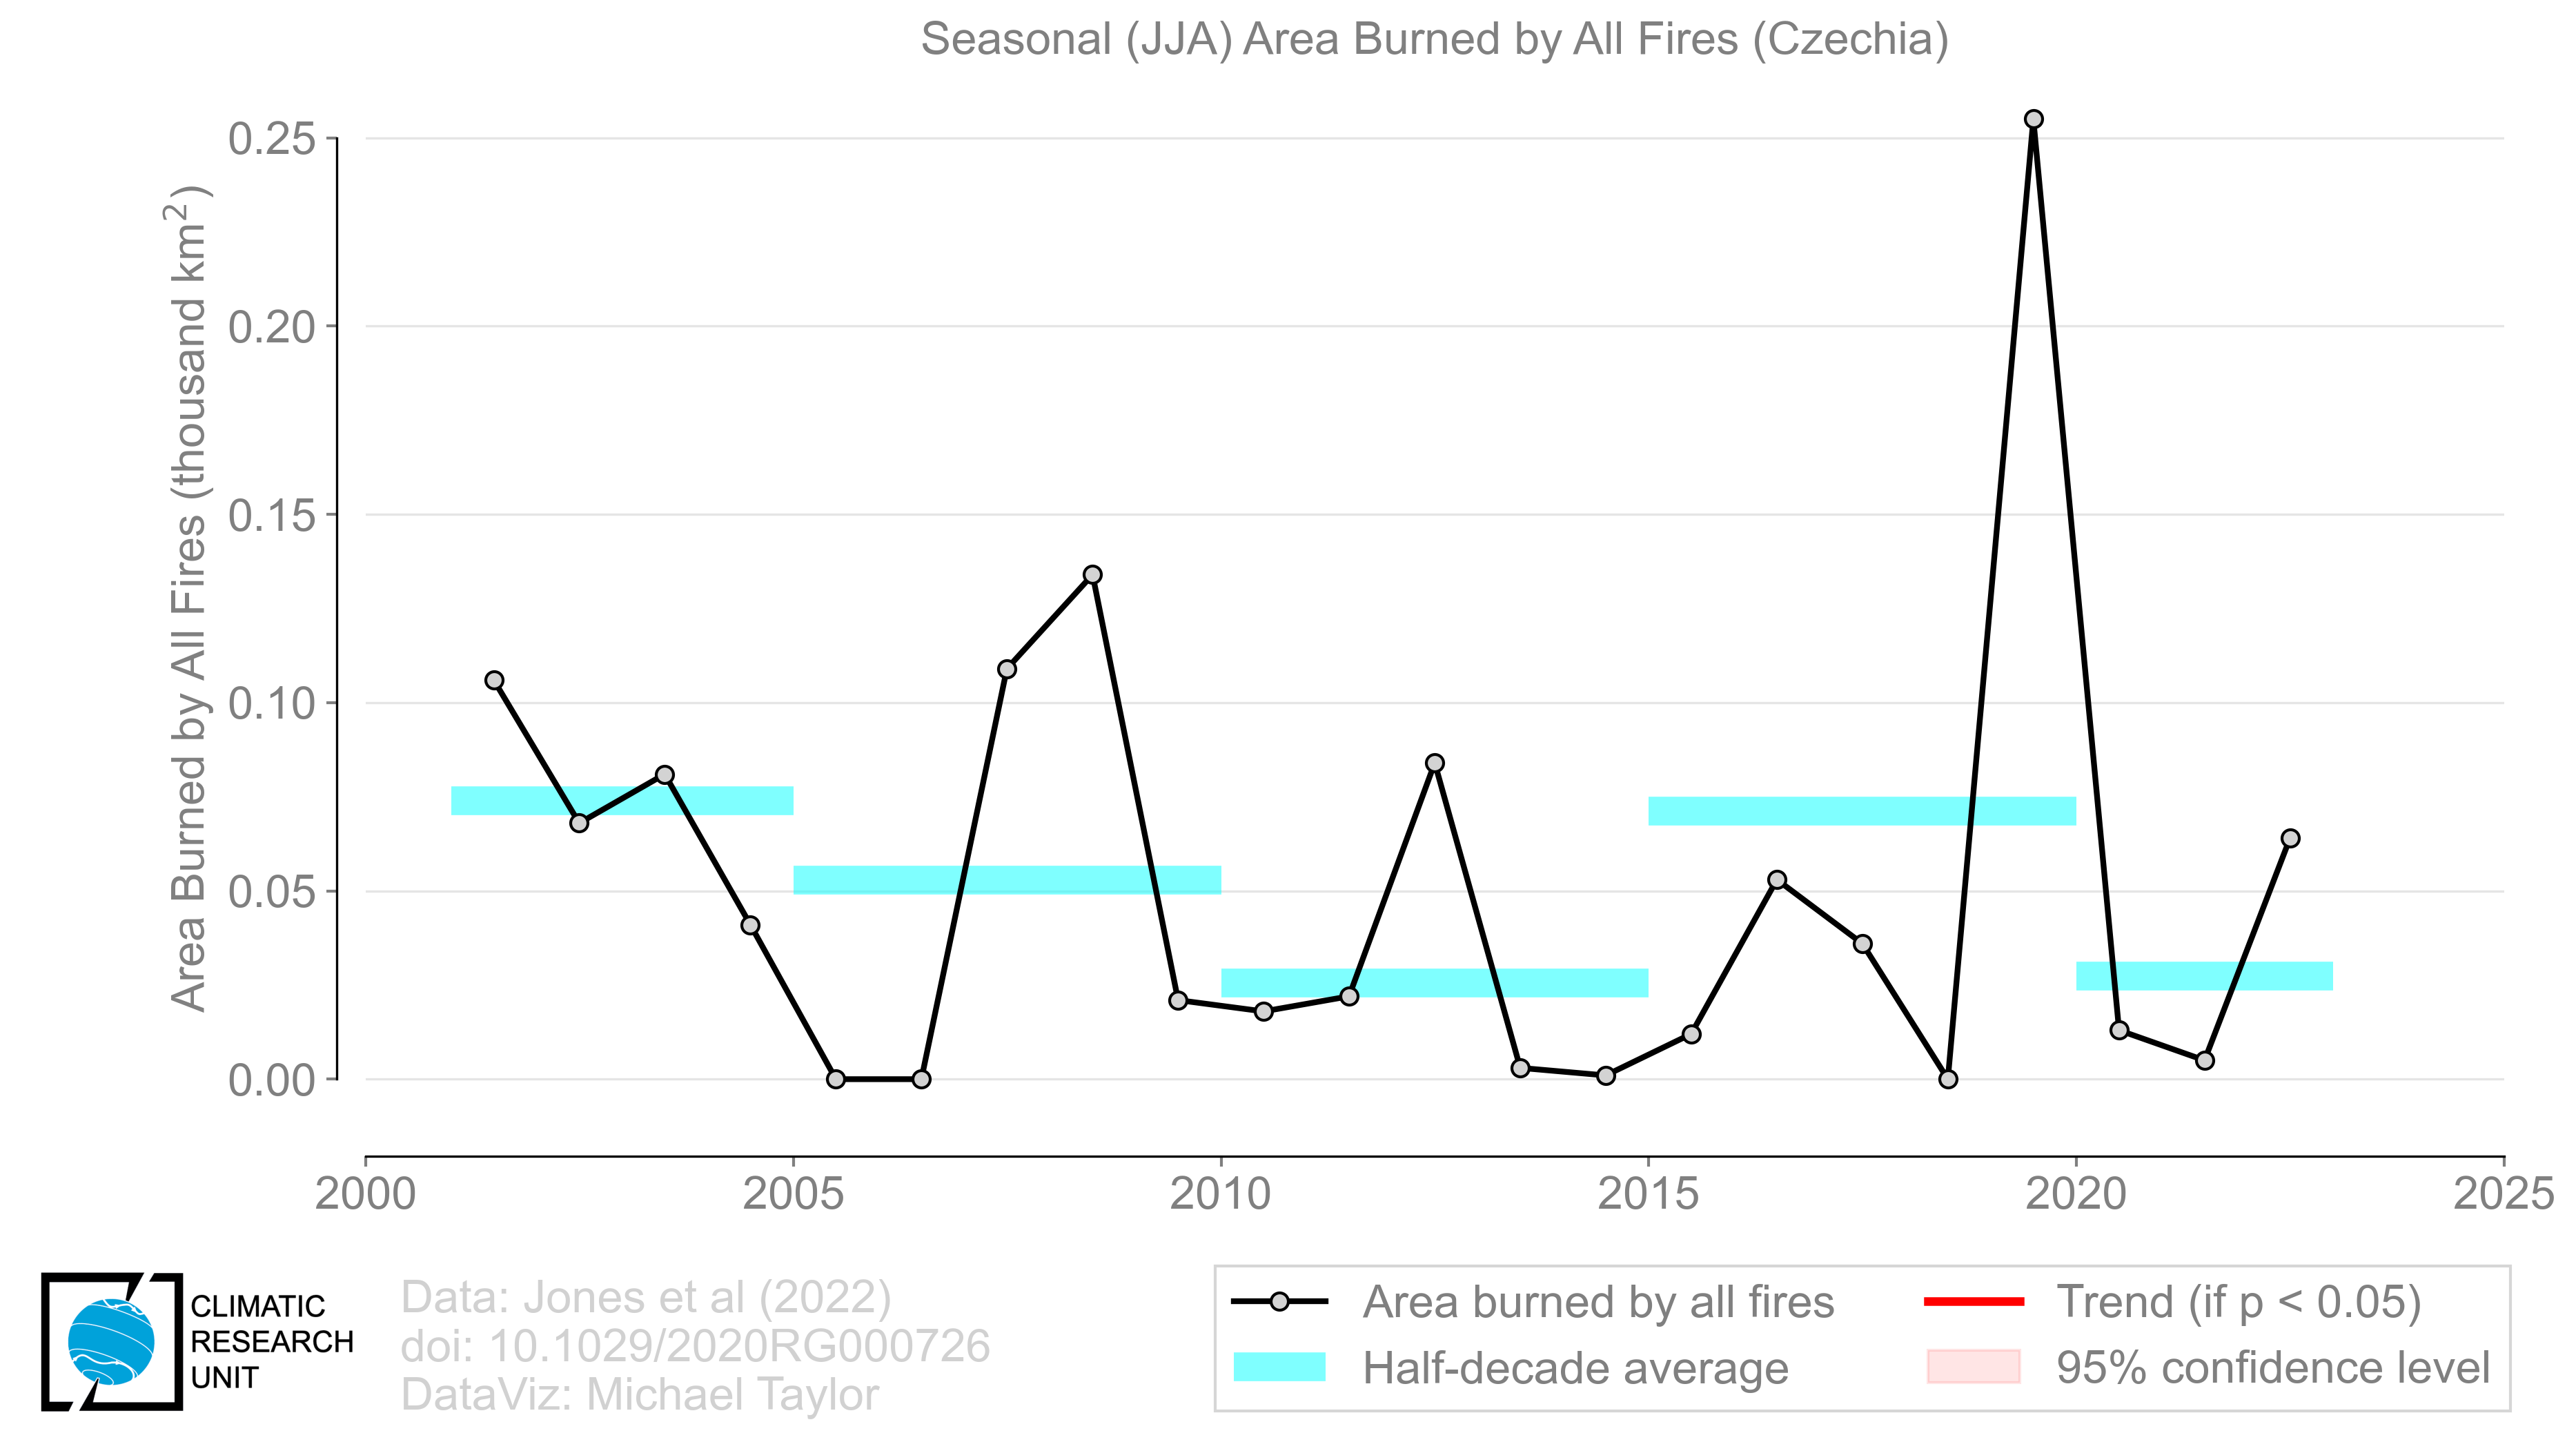 Seasonal (JJA) Area Burned by All Fires (Czechia)
Area Burned by All Fires (thousand km²)
0.25
0.20
0.15
0.10
0.05
0.00
2000 2005 2010 2015 2020 2025
CLIMATIC
RESEARCH
UNIT
Data: Jones et al (2022)
doi: 10.1029/2020RG000726
DataViz: Michael Taylor
Area burned by all fires
Half-decade average
Trend (if p < 0.05)
95% confidence level